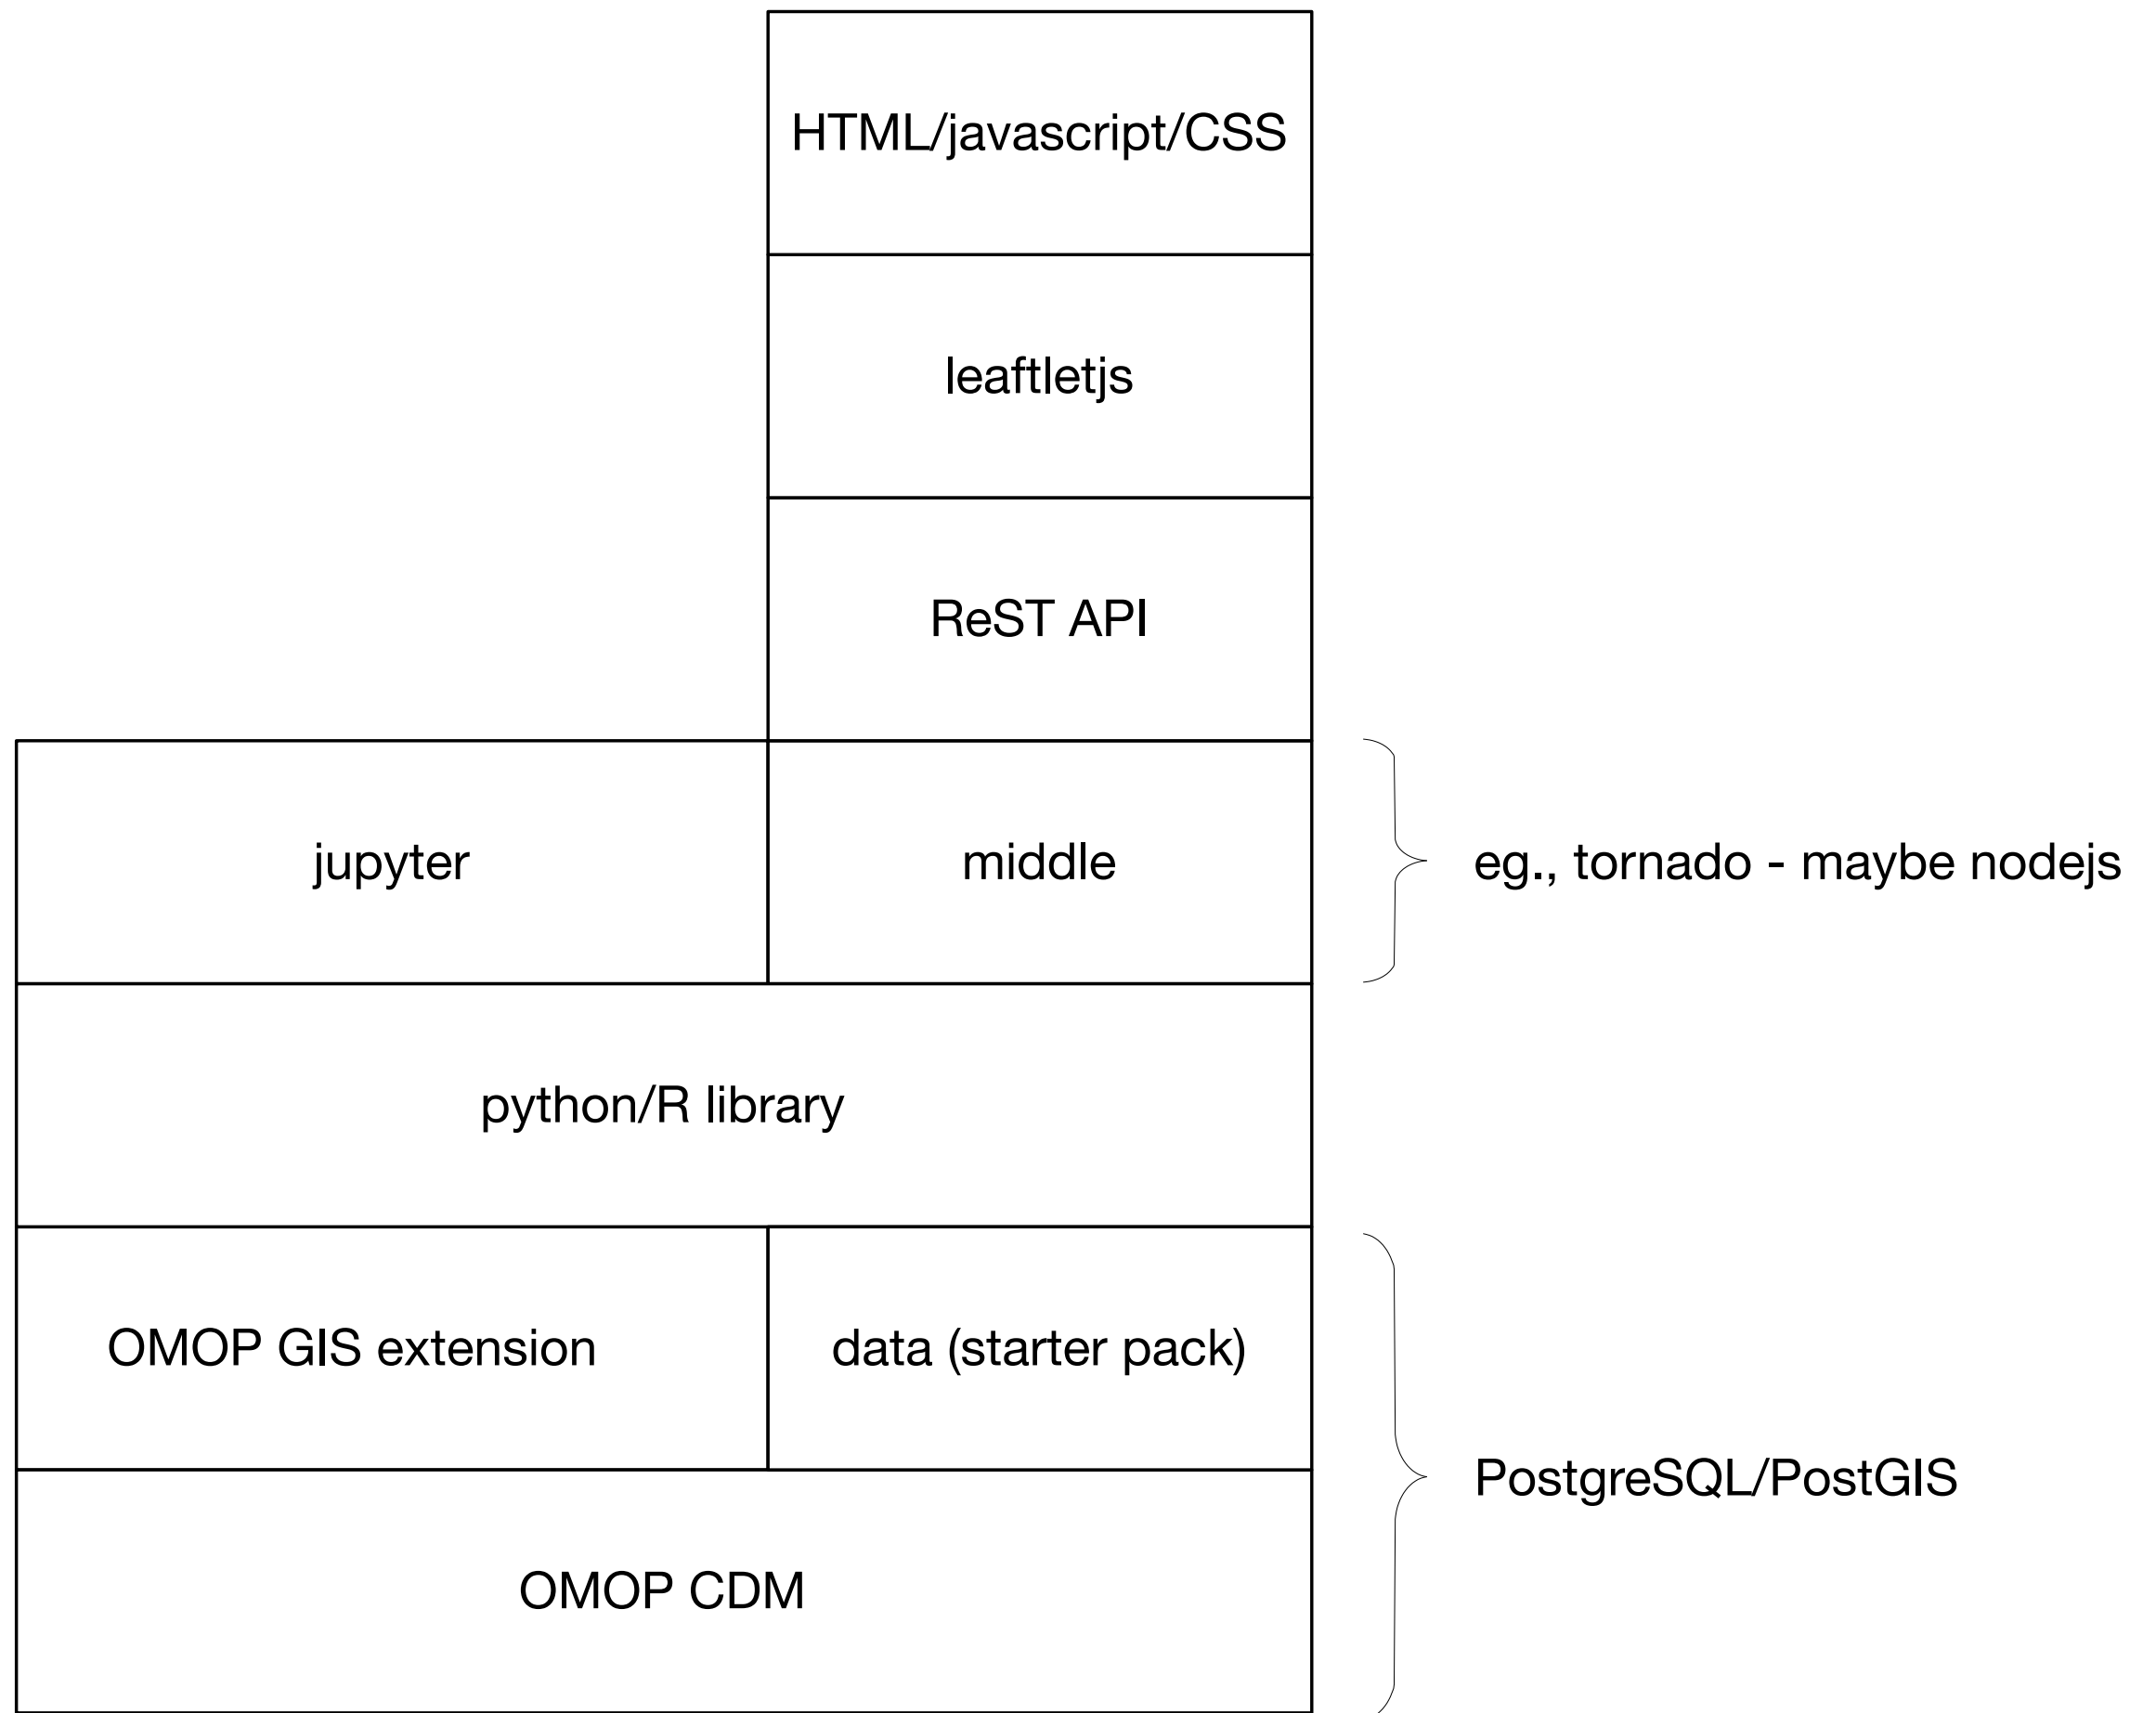 HTML/javascript/CSS
leaftletjs
ReST API
jupyter
middle
eg., tornado - maybe nodejs
python/R library
OMOP GIS extension
data (starter pack)
PostgreSQL/PostGIS
OMOP CDM